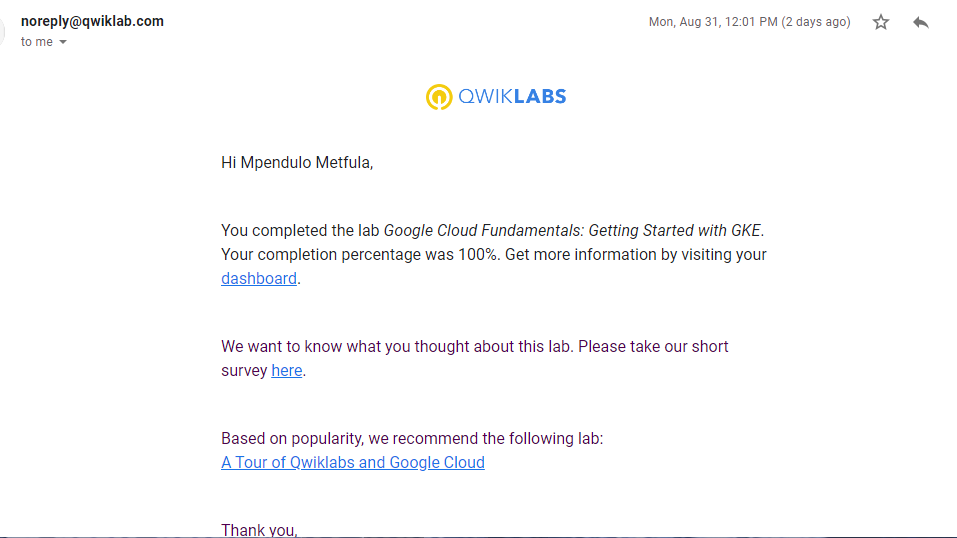 noreply@qwiklab.com
Mon, Aug 31, 12:01 PM (2 days ago)
to me
QWIKLABS
Hi Mpendulo Metfula,
You completed the lab Google Cloud Fundamentals: Getting Started with GKE.
Your completion percentage was 100%. Get more information by visiting your
dashboard.
We want to know what you thought about this lab. Please take our short
survey here.
Based on popularity, we recommend the following lab:
A Tour of Qwiklabs and Google Cloud
Thank you,